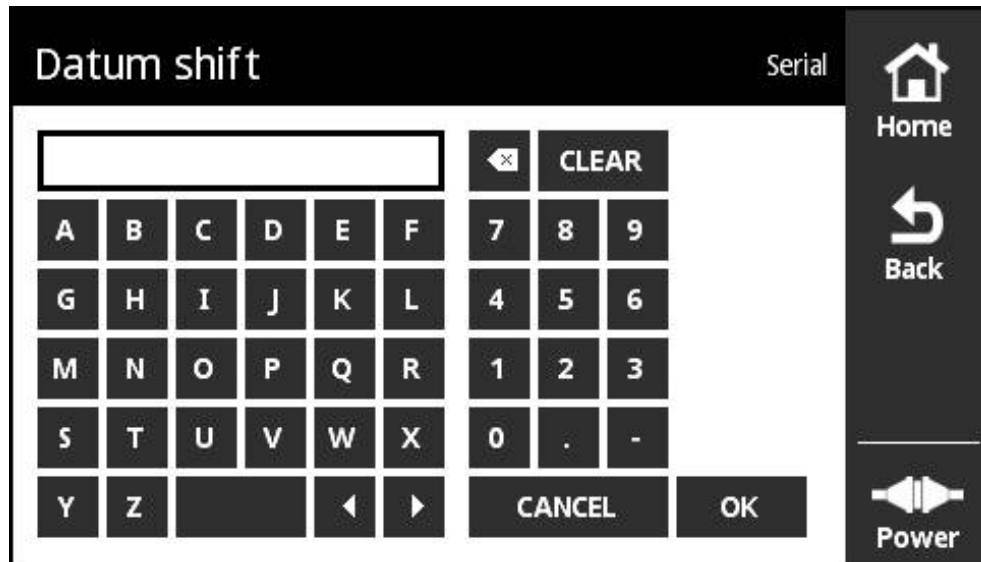 Datum shift
Serial
Home
CLEAR
A B C D E F 7 8 9
Back
G H I J K L 4 5 6
M N O P Q R 1 2 3
S T U V W X 0 . -
Y Z CANCEL OK
Power